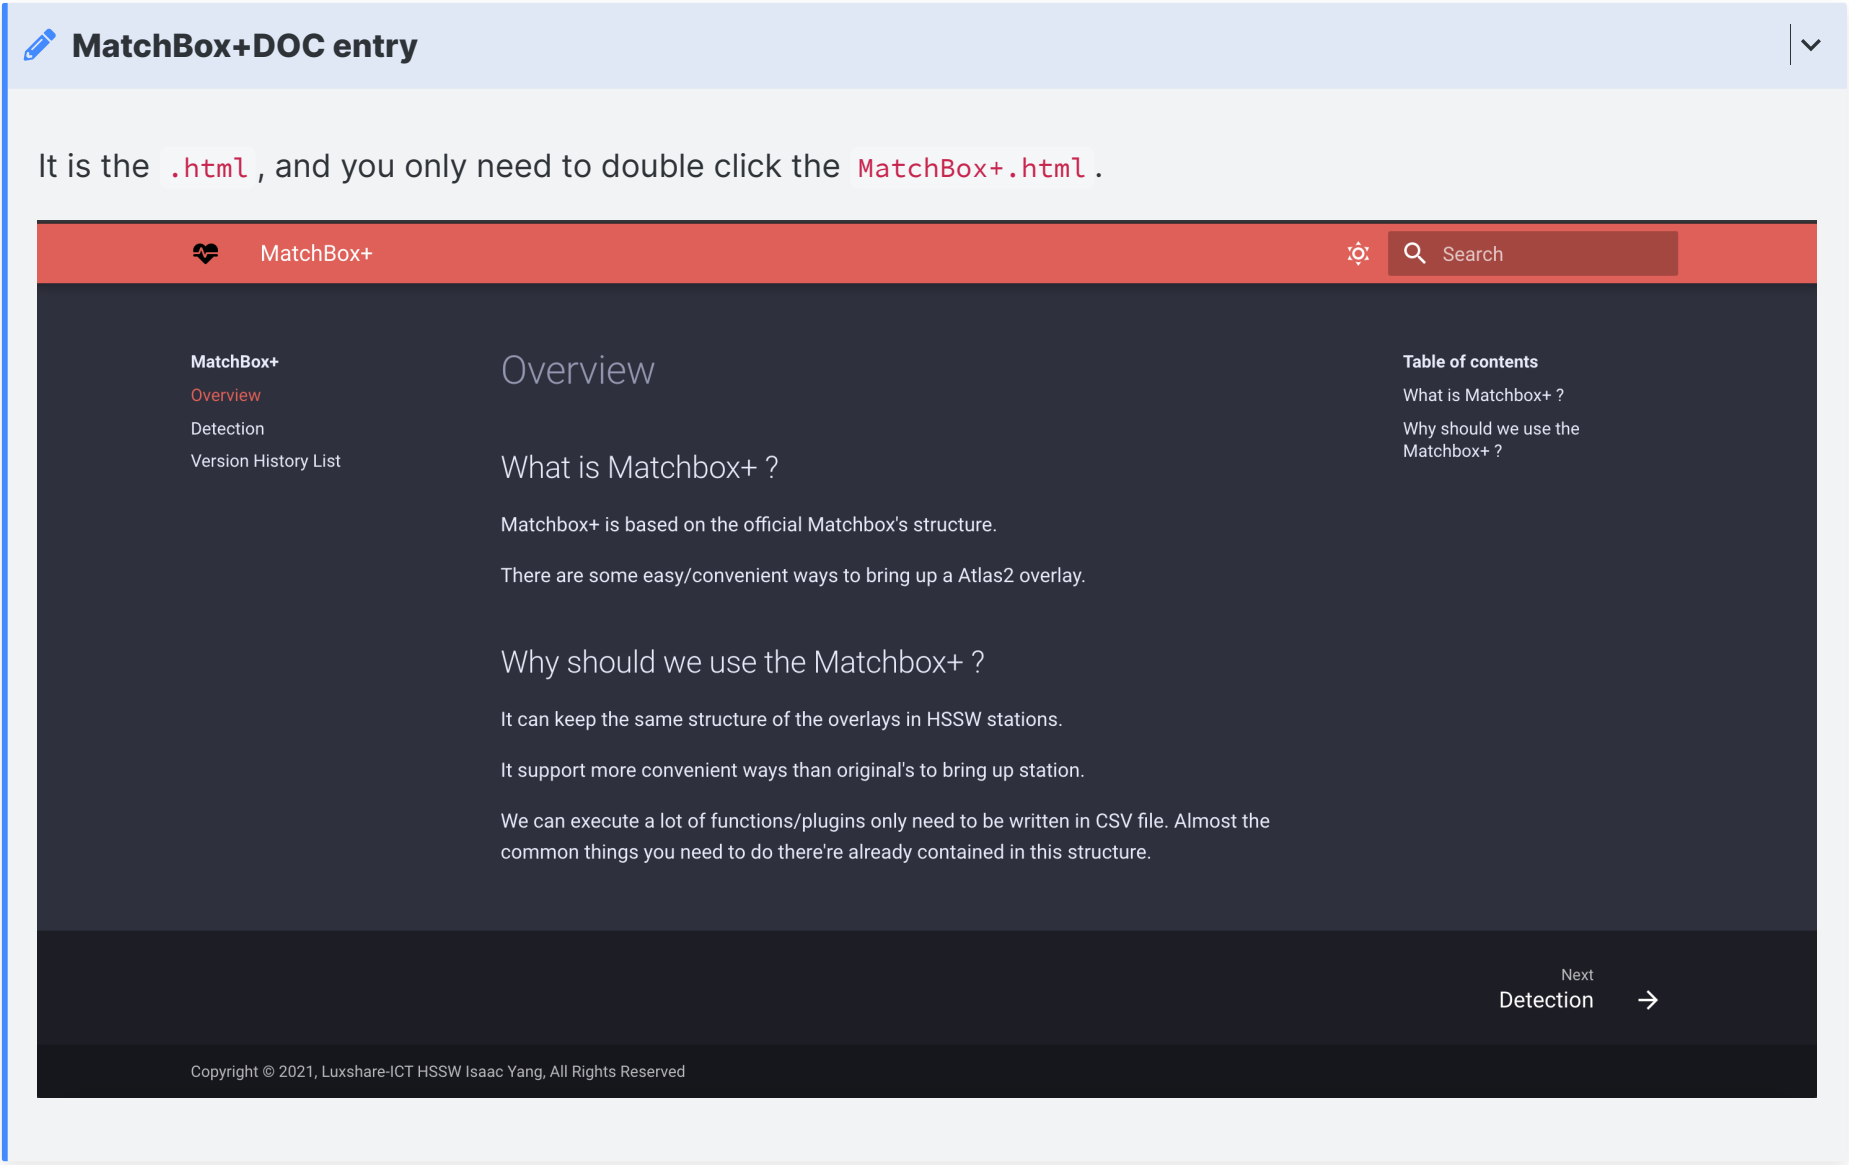 MatchBox+DOC entry
It is the .html, and you only need to double click the MatchBox+.html.
MatchBox+
Search
MatchBox+
Overview
Detection
Version History List
Overview
What is Matchbox+ ?
Matchbox+ is based on the official Matchbox's structure.
There are some easy/convenient ways to bring up a Atlas2 overlay.
Why should we use the Matchbox+ ?
It can keep the same structure of the overlays in HSSW stations.
It support more convenient ways than original's to bring up station.
We can execute a lot of functions/plugins only need to be written in CSV file. Almost the
common things you need to do there're already contained in this structure.
Table of contents
What is Matchbox+ ?
Why should we use the
Matchbox+ ?
Next
Detection
Copyright © 2021, Luxshare-ICT HSSW Isaac Yang, All Rights Reserved